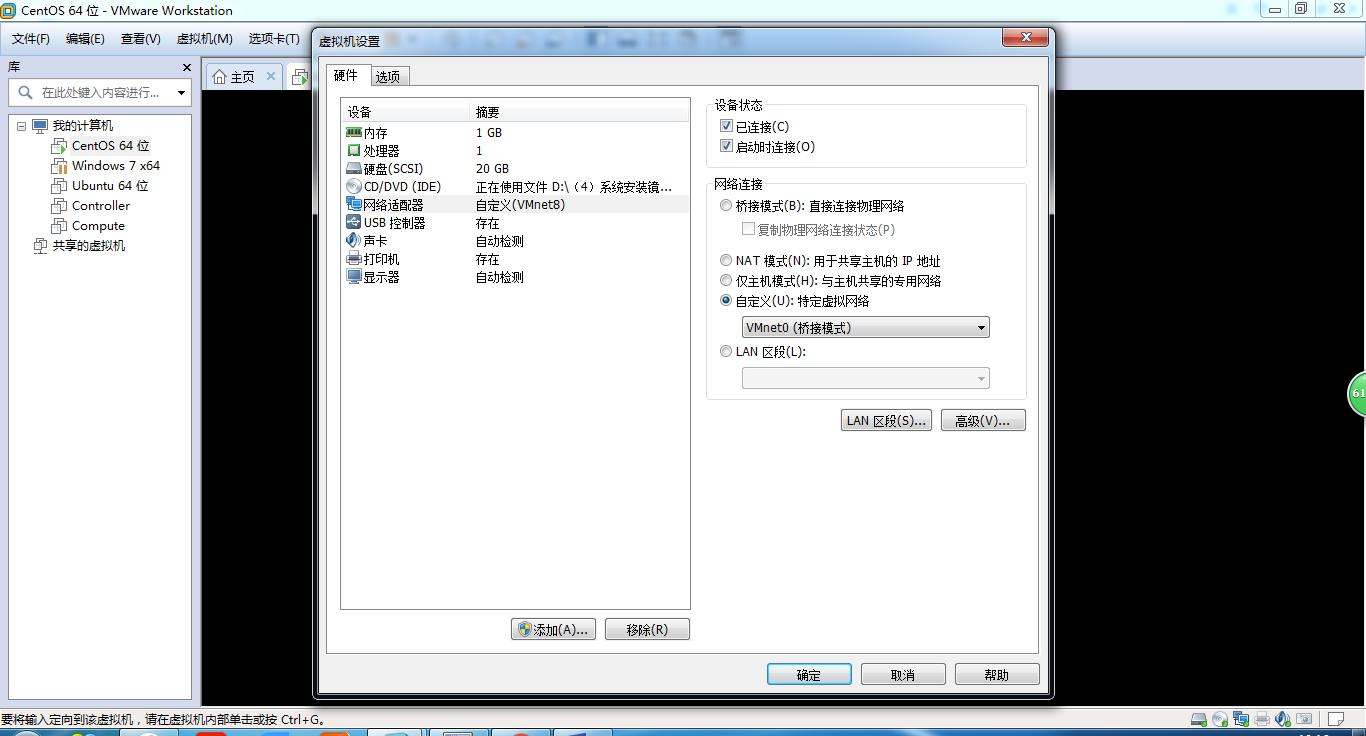 CentOS 64 位 - VMware Workstation
文件(F) 编辑(E) 查看(V) 虚拟机(M) 选项卡(T)
库
在此处键入内容进行...
我的计算机
CentOS 64 位
Windows 7 x64
Ubuntu 64 位
Controller
Compute
共享的虚拟机
主页
虚拟机设置
硬件 选项
设备 摘要
内存 1 GB
处理器 1
硬盘(SCSI) 20 GB
CD/DVD (IDE) 正在使用文件 D:\（4）系统安装镜...
网络适配器 自定义(VMnet8)
USB 控制器 存在
声卡 自动检测
打印机 存在
显示器 自动检测
添加(A)... 移除(R)
设备状态
已连接(C)
启动时连接(O)
网络连接
桥接模式(B): 直接连接物理网络
复制物理网络连接状态(P)
NAT 模式(N): 用于共享主机的 IP 地址
仅主机模式(H): 与主机共享的专用网络
自定义(U): 特定虚拟网络
VMnet0 (桥接模式)
LAN 区段(L):
LAN 区段(S)... 高级(V)...
确定 取消 帮助
61
要将输入定向到该虚拟机，请在虚拟机内部单击或按 Ctrl+G。